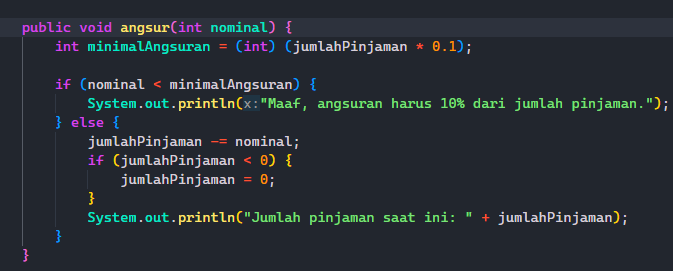 public void angsur(int nominal) {
int minimalAngsuran = (int) (jumlahPinjaman * 0.1);
if (nominal < minimalAngsuran) {
System.out.println(x:"Maaf, angsuran harus 10% dari jumlah pinjaman.");
} else {
jumlahPinjaman -= nominal;
if (jumlahPinjaman < 0) {
jumlahPinjaman = 0;
}
System.out.println("Jumlah pinjaman saat ini: " + jumlahPinjaman);
}
}